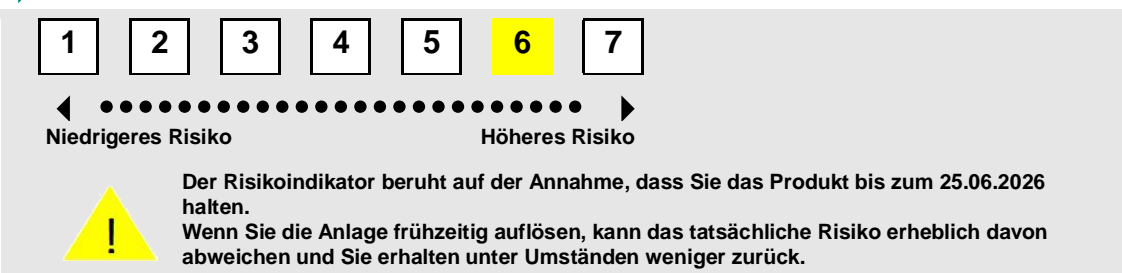 1 2 3 4 5 6 7
Niedrigeres Risiko Höheres Risiko
Der Risikoindikator beruht auf der Annahme, dass Sie das Produkt bis zum 25.06.2026
halten.
Wenn Sie die Anlage frühzeitig auflösen, kann das tatsächliche Risiko erheblich davon
! abweichen und Sie erhalten unter Umständen weniger zurück.